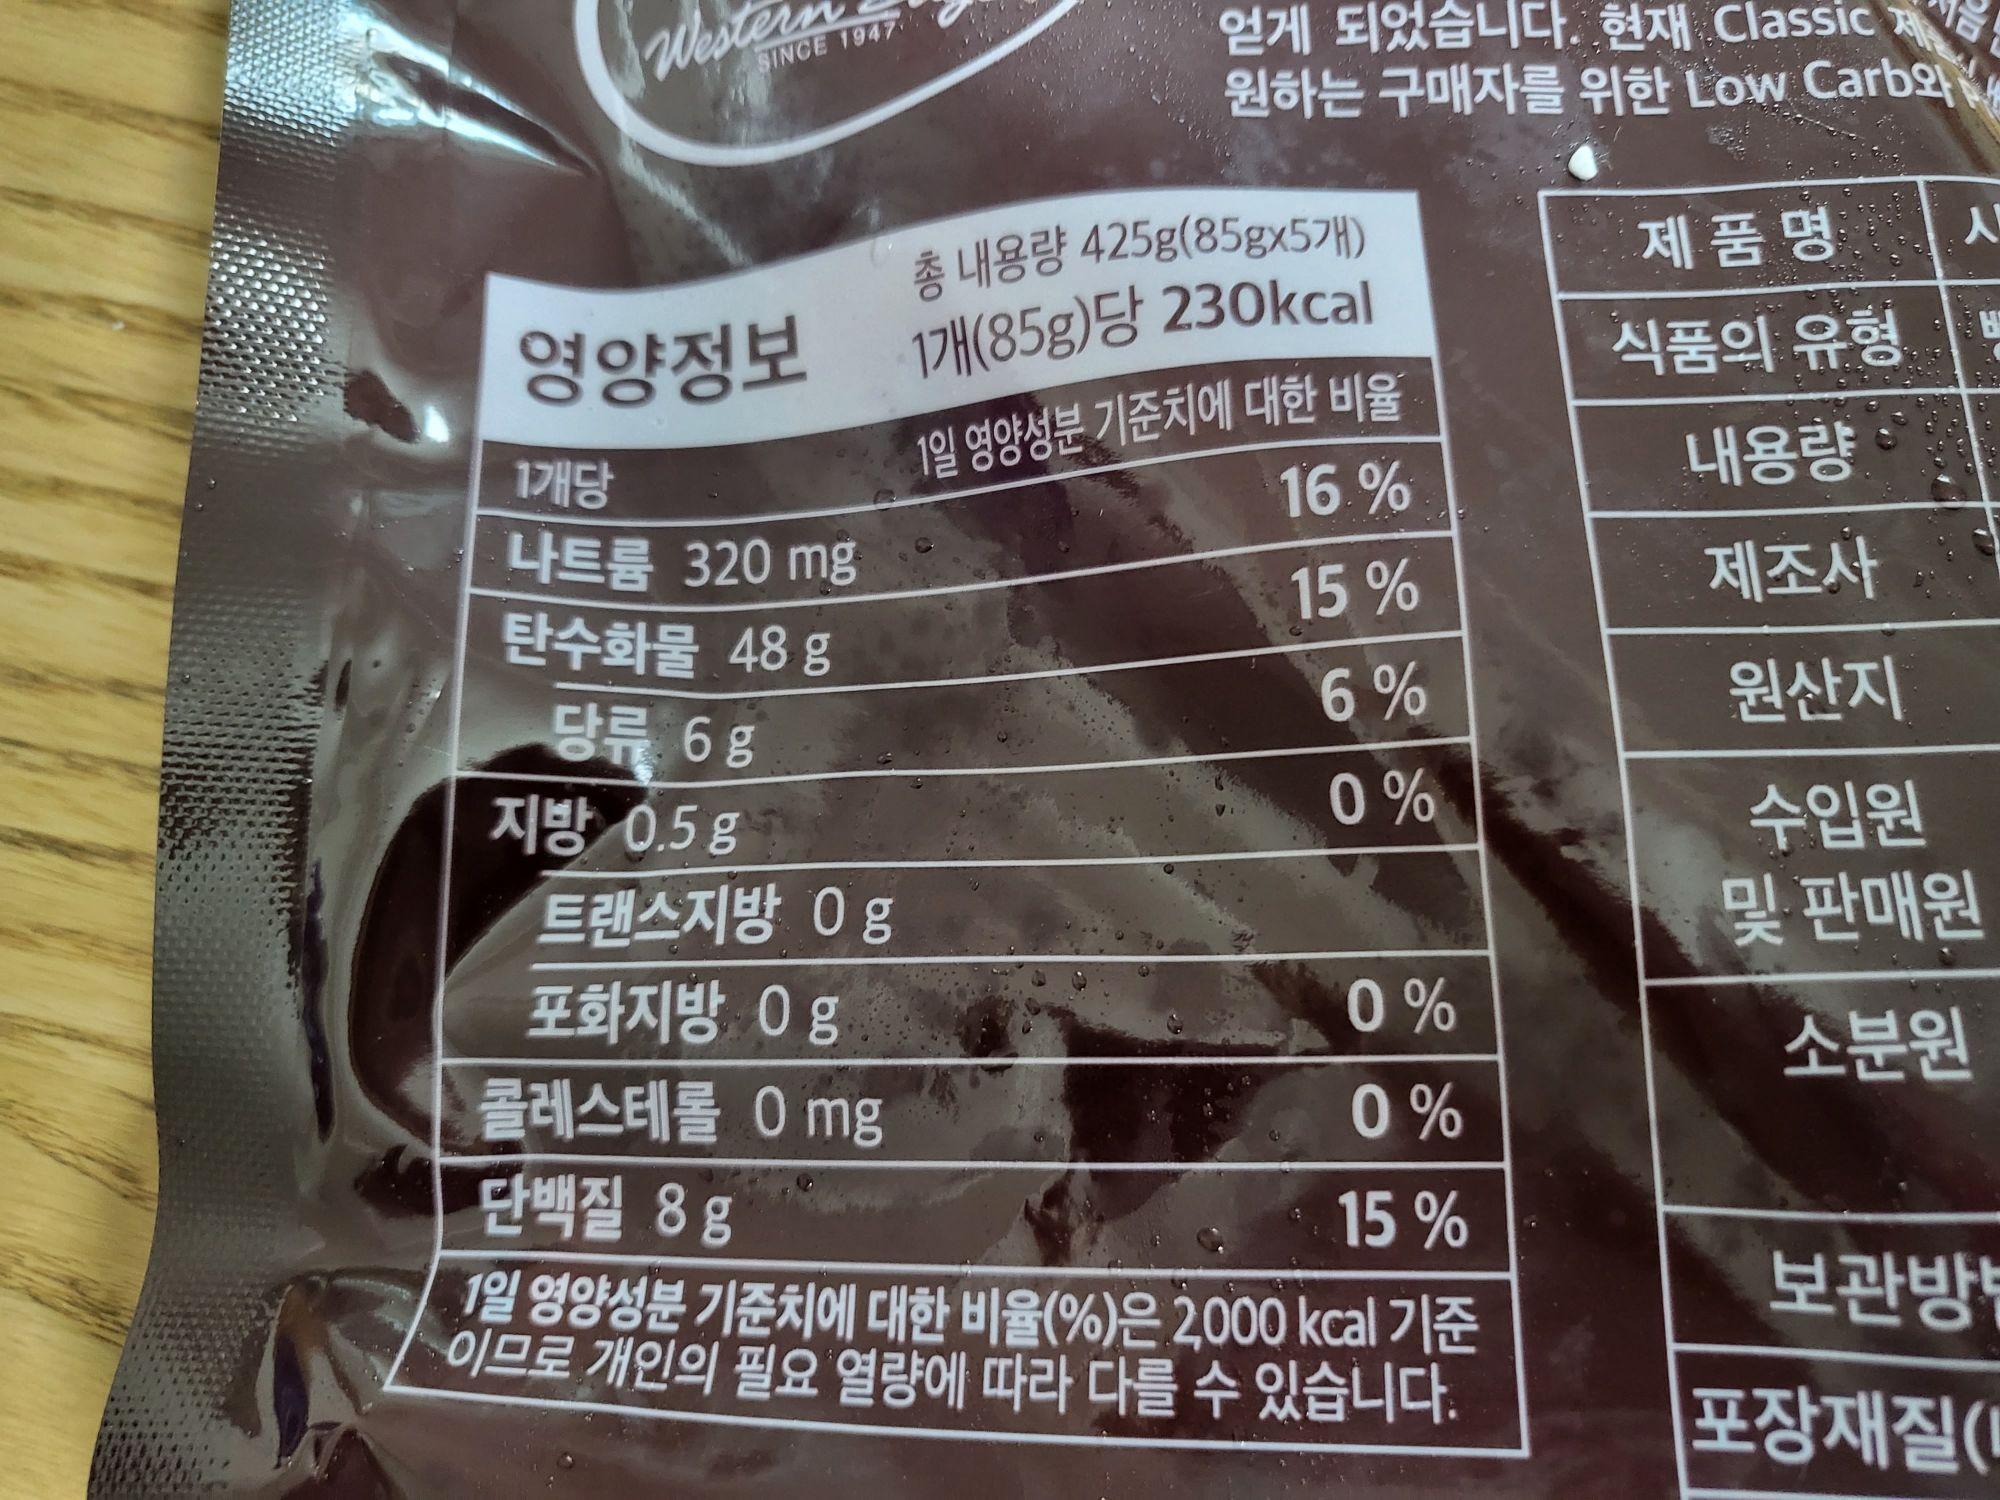 Western
SINCE 1947
얻게 되었습니다. 현재 Classic
원하는 구매자를 위한 Low Carb와
영양정보
총 내용량 425g(85gx5개)
1개(85g)당 230kcal
1개당
1일 영양성분 기준치에 대한 비율
나트륨 320 mg 16 %
탄수화물 48 g 15 %
당류 6 g 6 %
지방 0.5 g 0 %
트랜스지방 0 g
포화지방 0 g 0 %
콜레스테롤 0 mg 0 %
단백질 8 g 15 %
1일 영양성분 기준치에 대한 비율(%)은 2,000 kcal 기준
이므로 개인의 필요 열량에 따라 다를 수 있습니다.
제품명
식품의 유형
내용량
제조사
원산지
수입원
및 판매원
소분원
보관방
포장재질(